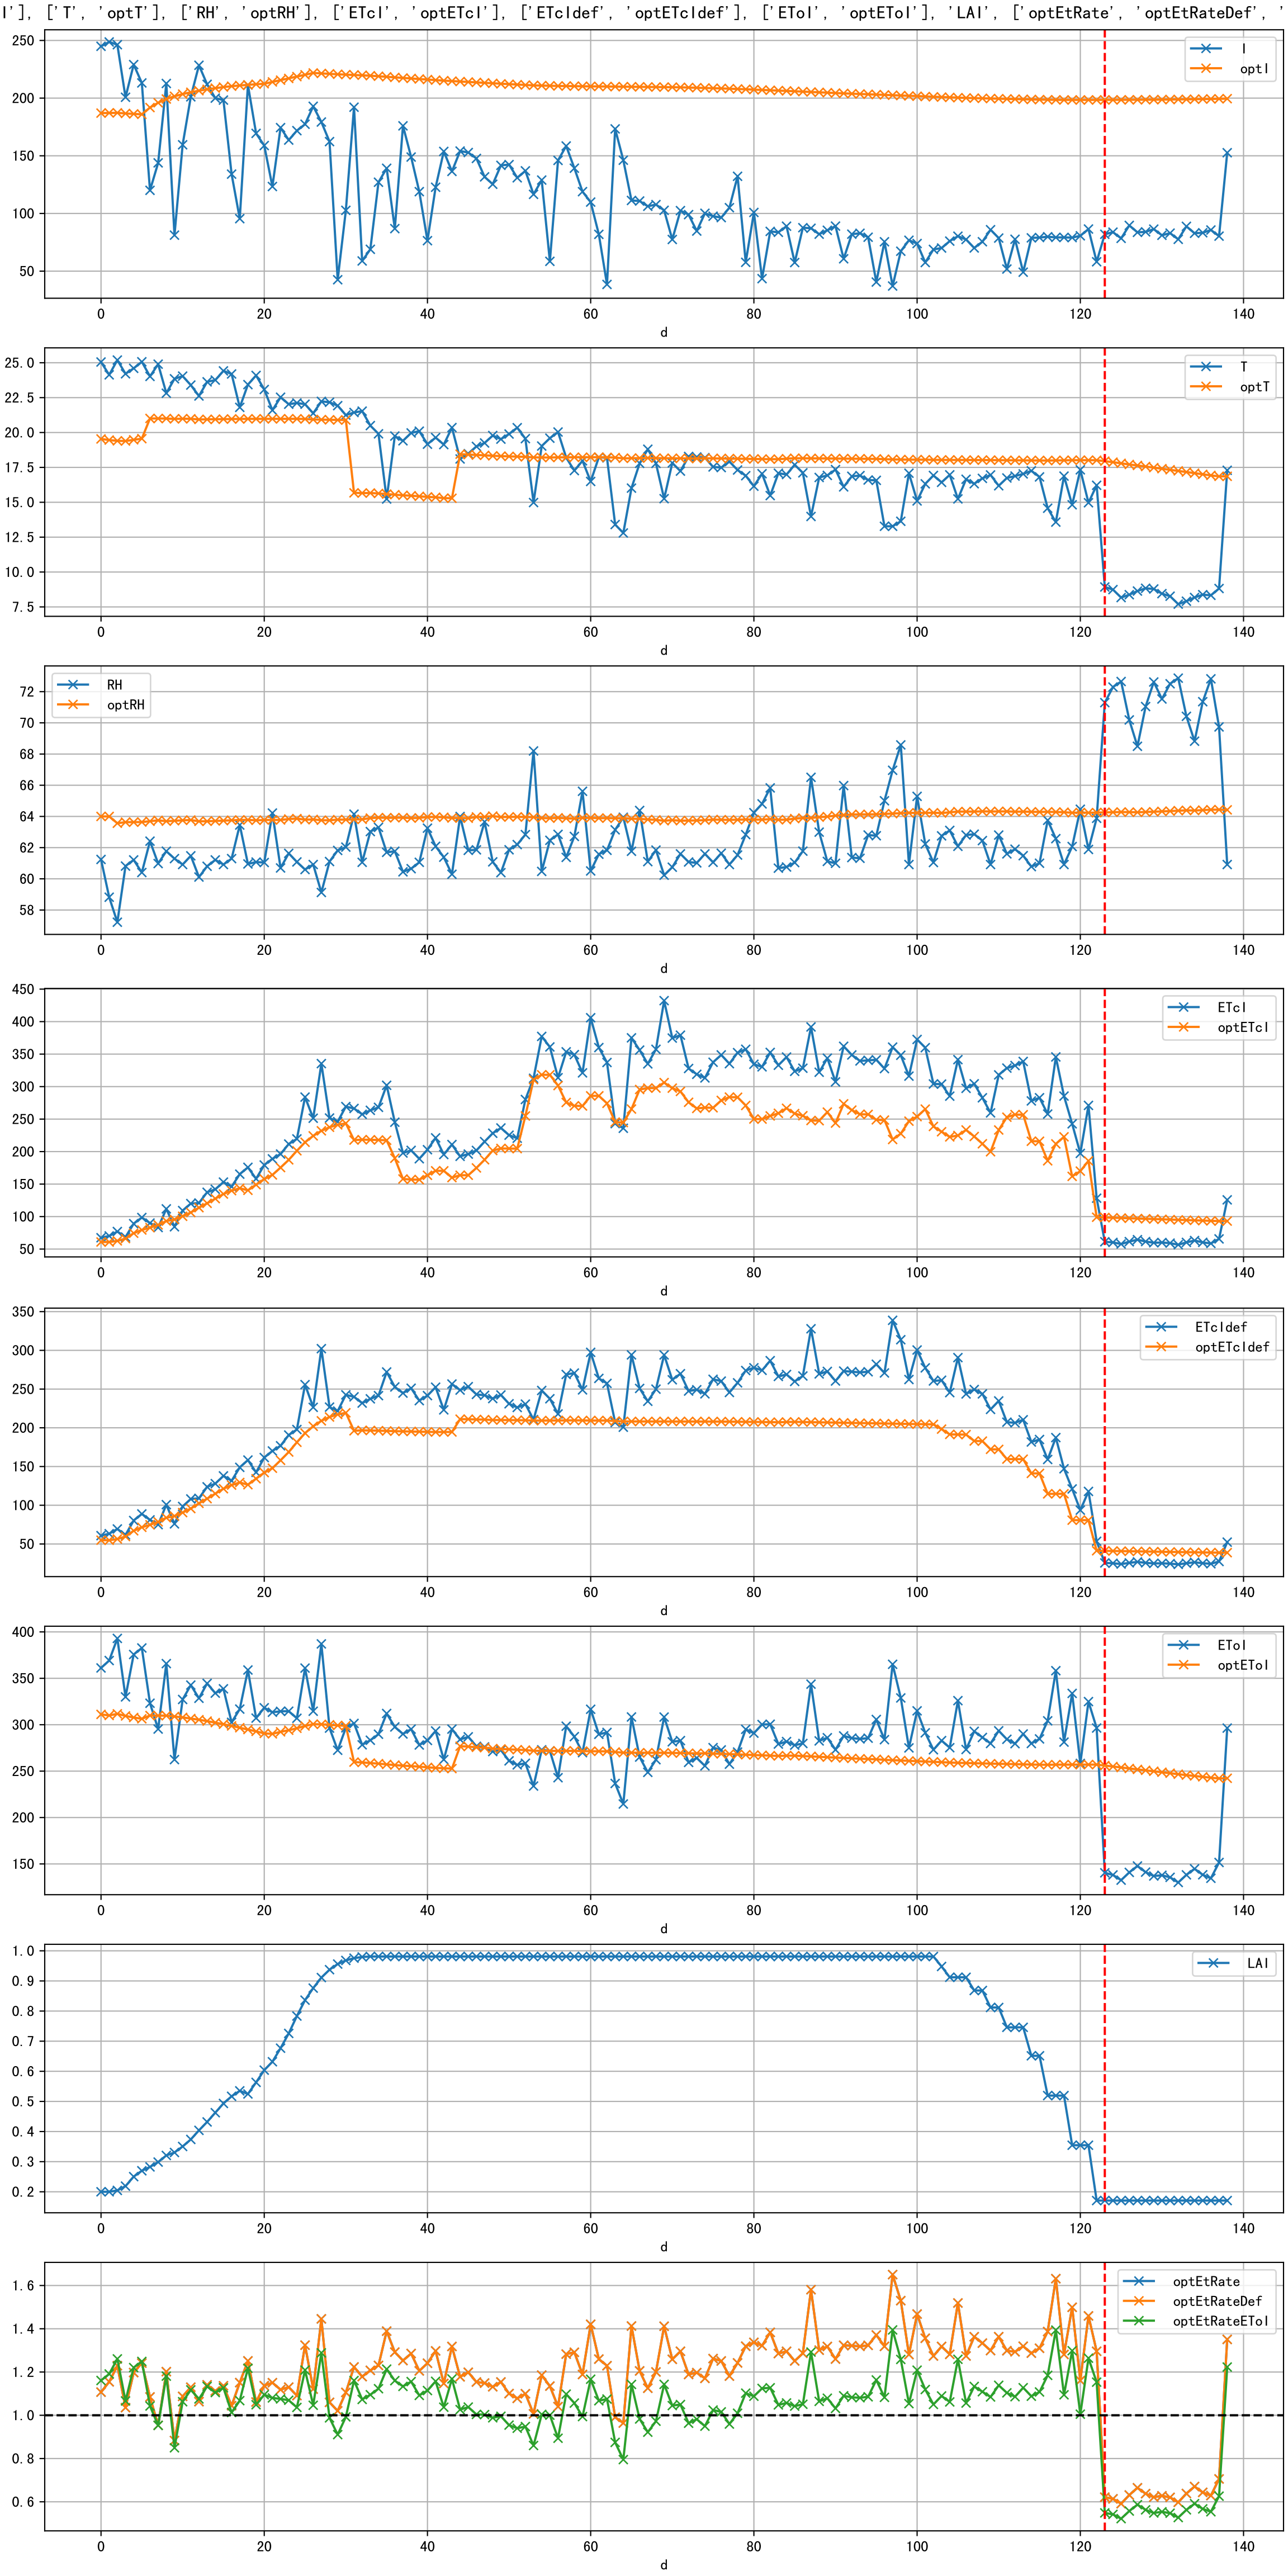 I'], ['T', 'optT'], ['RH', 'optRH'], ['ETcI', 'optETcI'], ['ETcIdef', 'optETcIdef'], ['EToI', 'optEToI'], 'LAI', ['optEtRate', 'optEtRateDef', '
250
200
150
100
50
I
optI
0 20 40 60 80 100 120 140
d
25.0
22.5
20.0
17.5
15.0
12.5
10.0
7.5
T
optT
0 20 40 60 80 100 120 140
d
72
70
68
66
64
62
60
58
RH
optRH
0 20 40 60 80 100 120 140
d
450
400
350
300
250
200
150
100
50
ETcI
optETcI
0 20 40 60 80 100 120 140
d
350
300
250
200
150
100
50
ETcIdef
optETcIdef
0 20 40 60 80 100 120 140
d
400
350
300
250
200
150
EToI
optEToI
0 20 40 60 80 100 120 140
d
1.0
0.9
0.8
0.7
0.6
0.5
0.4
0.3
0.2
LAI
0 20 40 60 80 100 120 140
d
1.6
1.4
1.2
1.0
0.8
0.6
optEtRate
optEtRateDef
optEtRateEToI
0 20 40 60 80 100 120 140
d